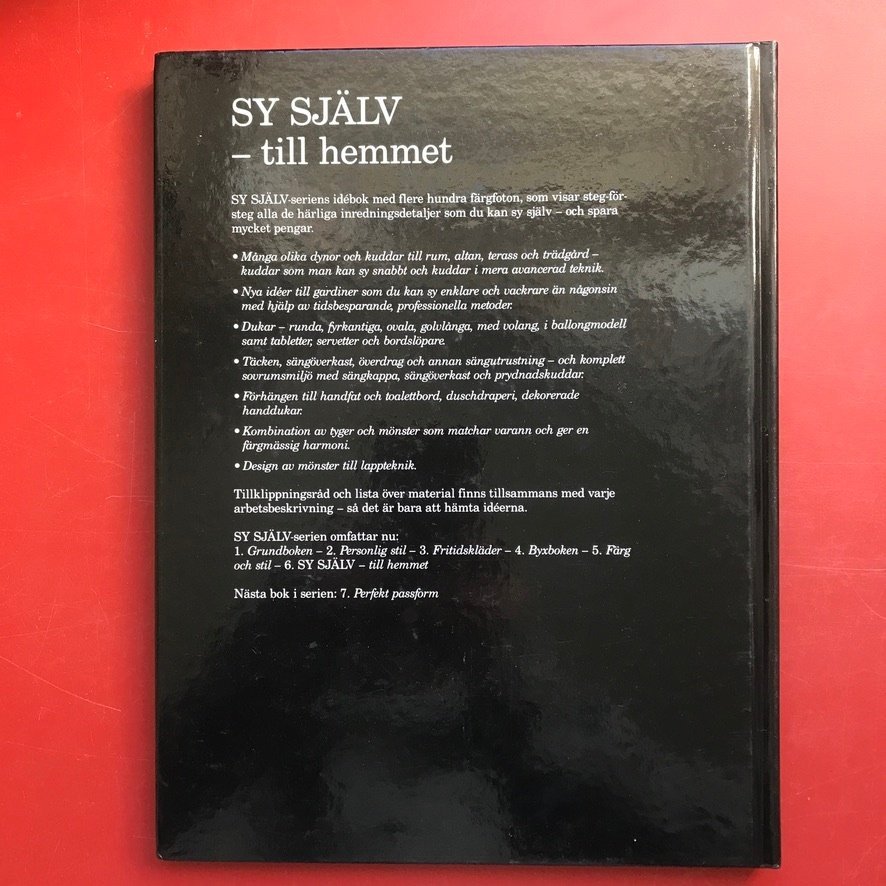 SY SJÄLV
– till hemmet
SY SJÄLV-seriens idébok med flere hundra färgfoton, som visar steg-för-
steg alla de härliga inredningsdetaljer som du kan sy själv – och spara
mycket pengar.
• Många olika dynor och kuddar till rum, altan, terass och trädgård –
kuddar som man kan sy snabbt och kuddar i mera avancerad teknik.
• Nya idéer till gardiner som du kan sy enklare och vackrare än någonsin
med hjälp av tidsbesparande, professionella metoder.
• Dukar – runda, fyrkantiga, ovala, golvlånga, med volang, i ballongmodell
samt tabletter, servetter och bordslöpare.
• Täcken, sängöverkast, överdrag och annan sängutrustning – och komplett
sovrumsmiljö med sängkappa, sängöverkast och prydnadskuddar.
• Förhängen till handfat och toalettbord, duschdraperi, dekorerade
handdukar.
• Kombination av tyger och mönster som matchar varann och ger en
färgmässig harmoni.
• Design av mönster till lappteknik.
Tillklippningsråd och lista över material finns tillsammans med varje
arbetsbeskrivning – så det är bara att hämta idéerna.
SY SJÄLV-serien omfattar nu:
1. Grundboken – 2. Personlig stil – 3. Fritidskläder – 4. Byxboken – 5. Färg
och stil – 6. SY SJÄLV – till hemmet
Nästa bok i serien: 7. Perfekt passform